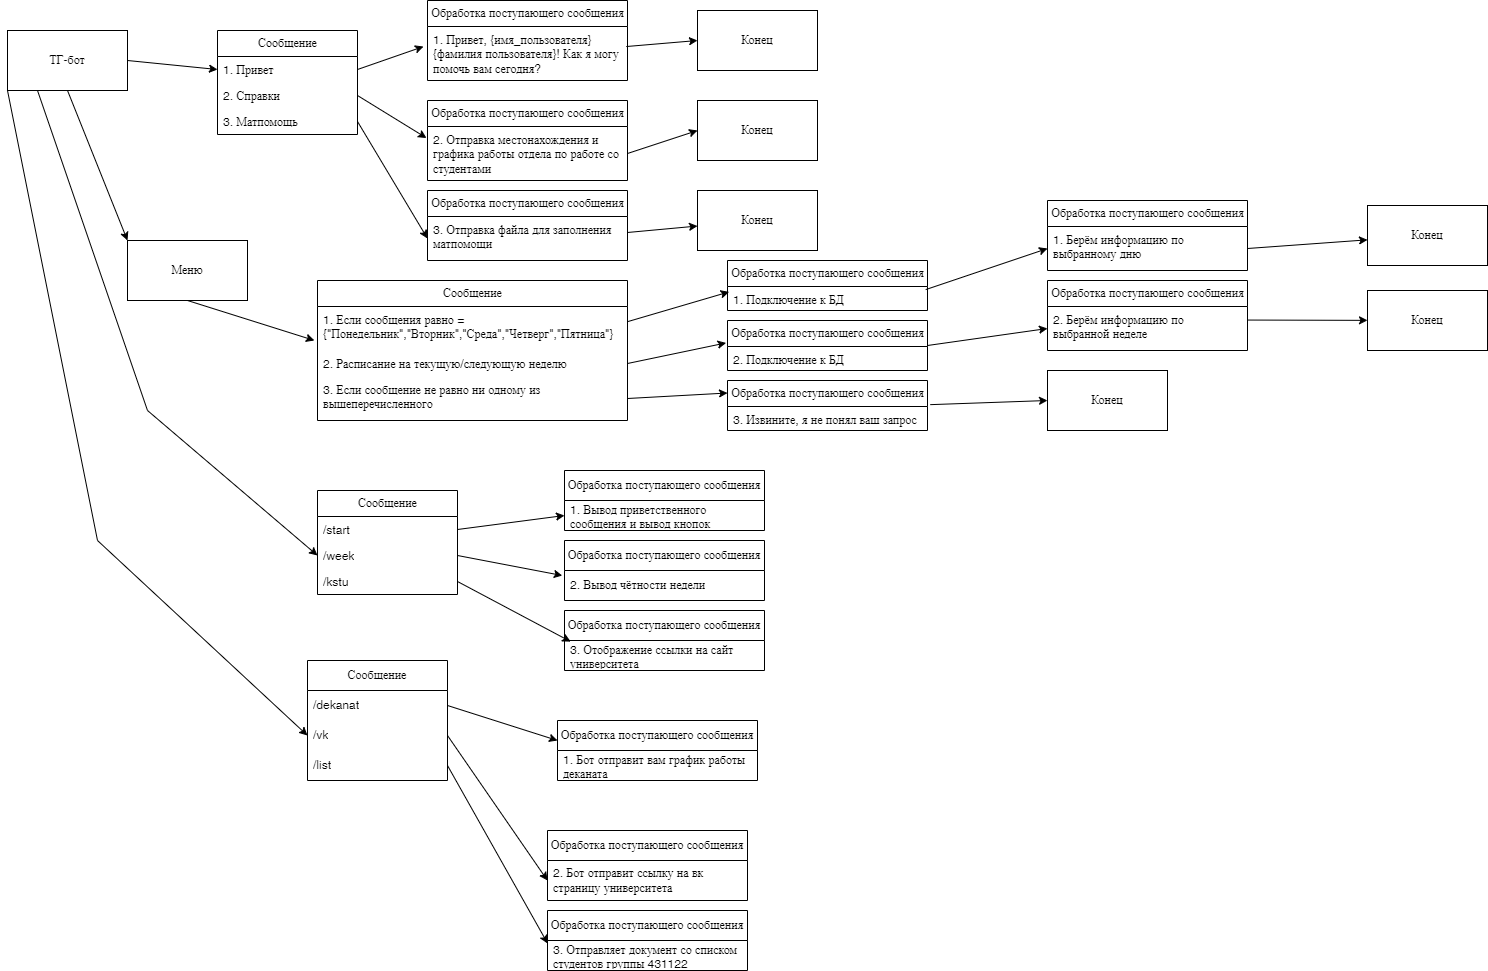 ТГ-бот
Сообщение
1. Привет
2. Справки
3. Матпомощь
Обработка поступающего сообщения
1. Привет, {имя_пользователя}
{фамилия пользователя}! Как я могу
помочь вам сегодня?
Конец
Обработка поступающего сообщения
2. Отправка местонахождения и
графика работы отдела по работе со
студентами
Конец
Обработка поступающего сообщения
3. Отправка файла для заполнения
матпомощи
Конец
Меню
Сообщение
1. Если сообщения равно =
{"Понедельник","Вторник","Среда","Четверг","Пятница"}
2. Расписание на текущую/следующую неделю
3. Если сообщение не равно ни одному из
вышеперечисленного
Обработка поступающего сообщения
1. Подключение к БД
Обработка поступающего сообщения
1. Берём информацию по
выбранному дню
Конец
Обработка поступающего сообщения
2. Подключение к БД
Обработка поступающего сообщения
2. Берём информацию по
выбранной неделе
Конец
Обработка поступающего сообщения
3. Извините, я не понял ваш запрос
Конец
Сообщение
/start
/week
/kstu
Обработка поступающего сообщения
1. Вывод приветственного
сообщения и вывод кнопок
Обработка поступающего сообщения
2. Вывод чётности недели
Обработка поступающего сообщения
3. Отображение ссылки на сайт
университета
Сообщение
/dekanat
/vk
/list
Обработка поступающего сообщения
1. Бот отправит вам график работы
деканата
Обработка поступающего сообщения
2. Бот отправит ссылку на вк
страницу университета
Обработка поступающего сообщения
3. Отправляет документ со списком
студентов группы 431122